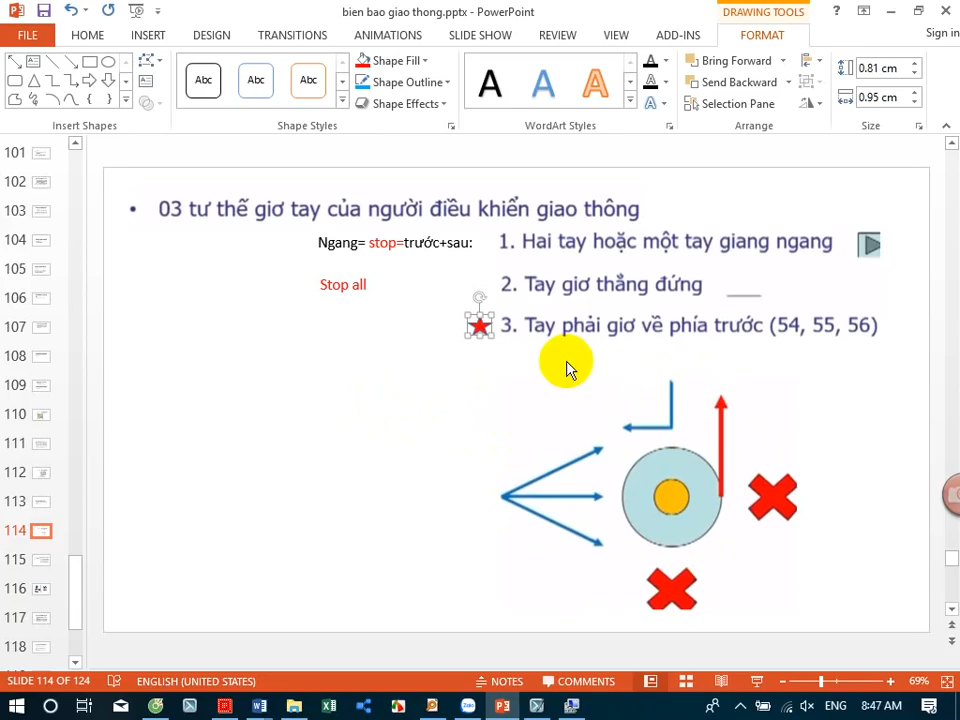 bien bao giao thong.pptx - PowerPoint
DRAWING TOOLS
Sign in
FILE HOME INSERT DESIGN TRANSITIONS ANIMATIONS SLIDE SHOW REVIEW VIEW ADD-INS FORMAT
Abc Abc Abc
Shape Fill
Shape Outline
Shape Effects
A A A
Bring Forward
Send Backward
Selection Pane
0.81 cm
0.95 cm
Insert Shapes Shape Styles WordArt Styles Arrange Size
101
102
103
104
105
106
107
108
109
110
111
112
113
114
115
116
117
118
• 03 tư thế giơ tay của người điều khiển giao thông
Ngang= stop=trước+sau:
1. Hai tay hoặc một tay giang ngang
Stop all
2. Tay giơ thẳng đứng
3. Tay phải giơ về phía trước (54, 55, 56)
SLIDE 114 OF 124 ENGLISH (UNITED STATES) NOTES COMMENTS 69%
8:47 AM